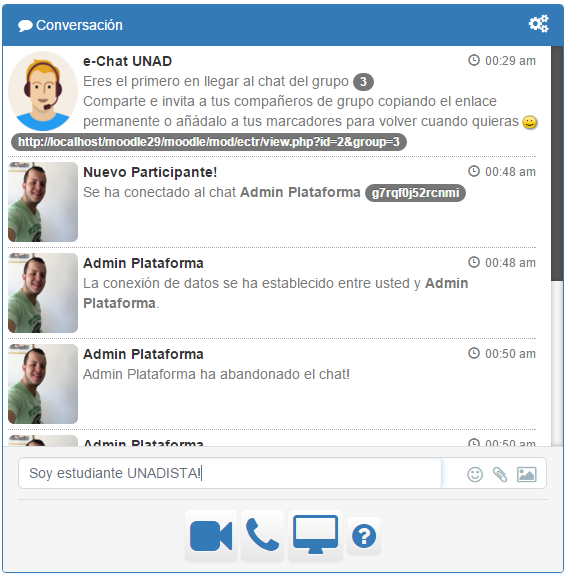 Conversación
e-Chat UNAD 00:29 am
Eres el primero en llegar al chat del grupo 3
Comparte e invita a tus compañeros de grupo copiando el enlace
permanente o añádalo a tus marcadores para volver cuando quieras
http://localhost/moodle29/moodle/mod/ectr/view.php?id=2&group=3
Nuevo Participante! 00:48 am
Se ha conectado al chat Admin Plataforma g7rqf0j52rcnmi
Admin Plataforma 00:48 am
La conexión de datos se ha establecido entre usted y Admin
Plataforma.
Admin Plataforma 00:50 am
Admin Plataforma ha abandonado el chat!
Admin Plataforma 00:50 am
Soy estudiante UNADISTA!